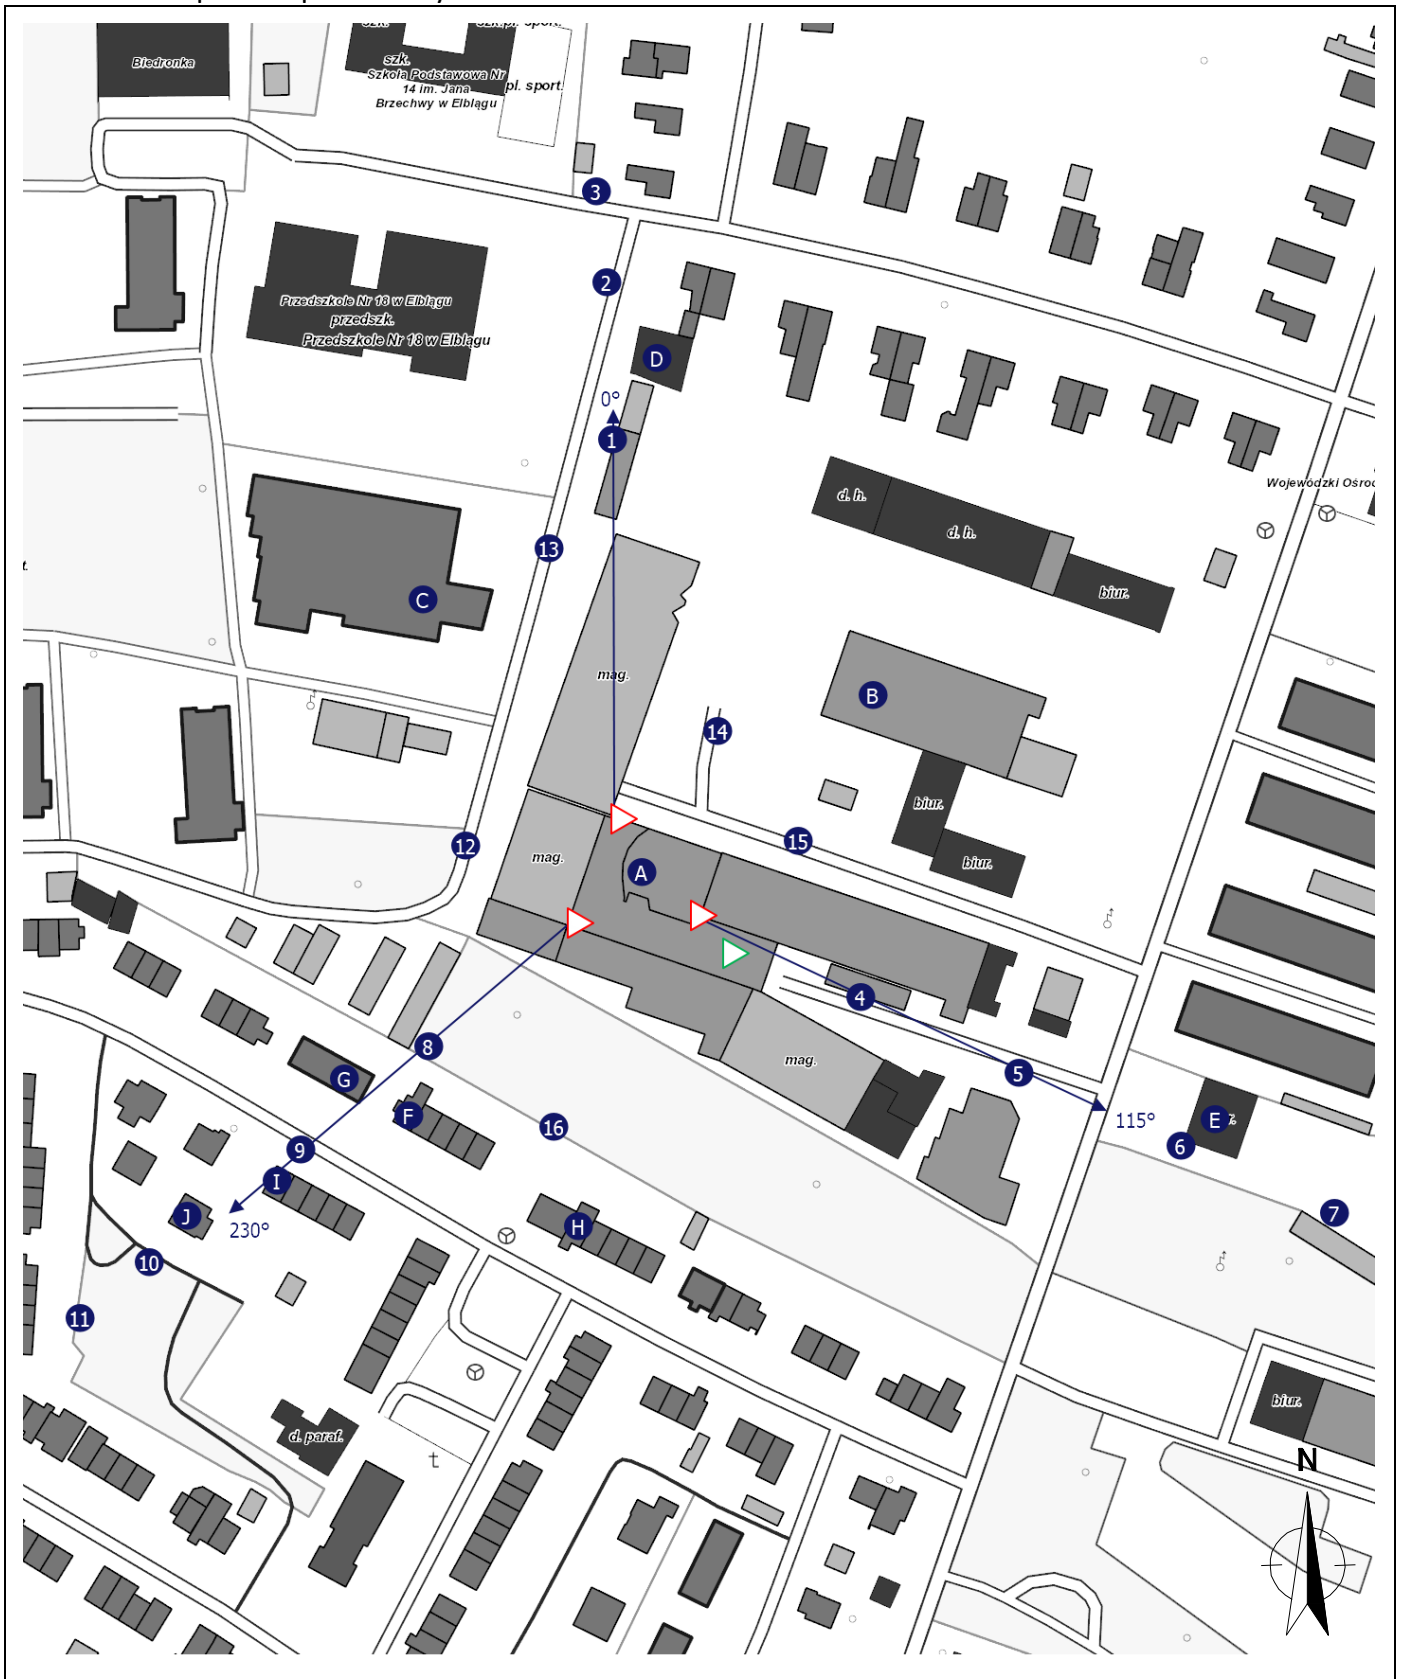 Biedronka
szk.
Szkoła Podstawowa Nr
14 im. Jana
Brzechwy w Elblągu
pl. sport.
3
2
Przedszkole Nr 18 w Elblągu
przedszk.
Przedszkole Nr 18 w Elblągu
D
0°
1
d. h.
d. h.
biur.
13
C
mag.
B
14
biur.
biur.
15
12
mag.
A
4
5
mag.
115°
E
6
7
8
G
F
16
9
I
J
230°
H
10
11
d. paraf.
biur.
N